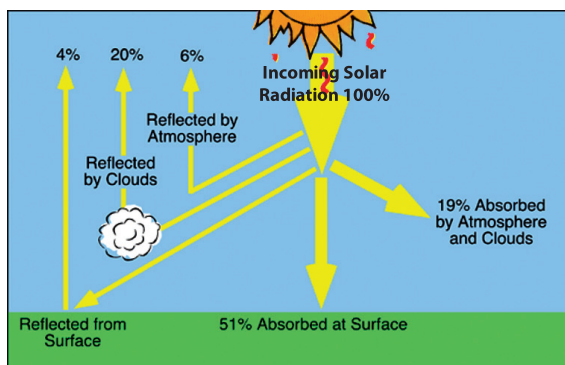 4%
20%
6%
Incoming Solar
Radiation 100%
Reflected by
Atmosphere
Reflected
by Clouds
19% Absorbed
by Atmosphere
and Clouds
Reflected from
Surface
51% Absorbed at Surface